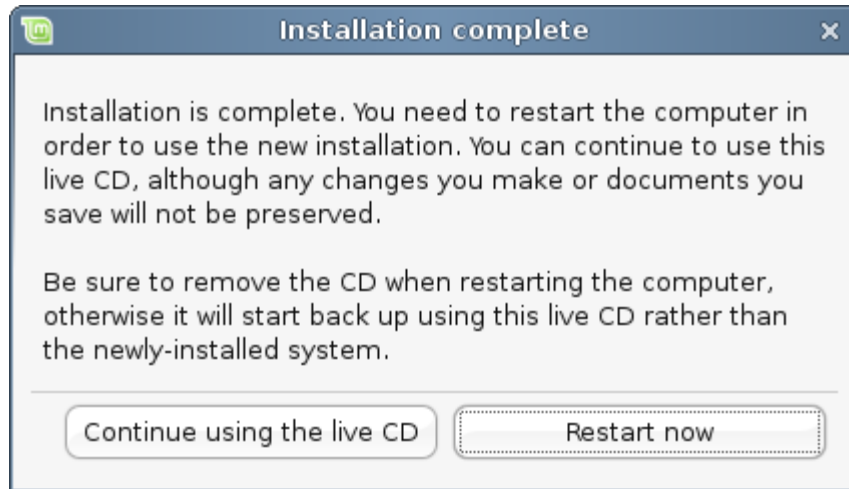 Installation complete
Installation is complete. You need to restart the computer in
order to use the new installation. You can continue to use this
live CD, although any changes you make or documents you
save will not be preserved.
Be sure to remove the CD when restarting the computer,
otherwise it will start back up using this live CD rather than
the newly-installed system.
Continue using the live CD
Restart now